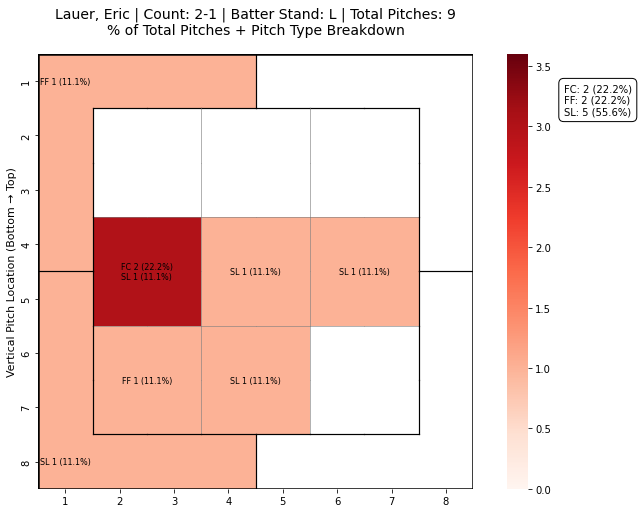 Lauer, Eric | Count: 2-1 | Batter Stand: L | Total Pitches: 9
% of Total Pitches + Pitch Type Breakdown
Vertical Pitch Location (Bottom → Top)
1
2
3
4
5
6
7
8
FF 1 (11.1%)
FC 2 (22.2%)
SL 1 (11.1%)
SL 1 (11.1%)
SL 1 (11.1%)
FF 1 (11.1%)
SL 1 (11.1%)
SL 1 (11.1%)
1
2
3
4
5
6
7
8
3.5
3.0
2.5
2.0
1.5
1.0
0.5
0.0
FC: 2 (22.2%)
FF: 2 (22.2%)
SL: 5 (55.6%)